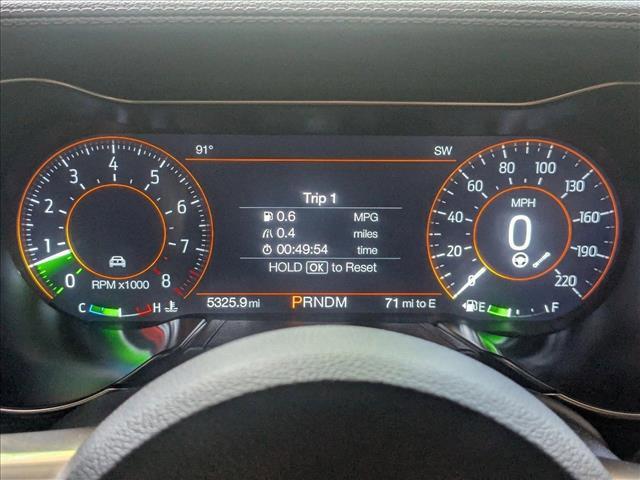 91° SW
Trip 1
0.6 MPG
0.4 miles
00:49:54 time
HOLD OK to Reset
5325.9 mi PRNDM 71 mi to E
0 1 2 3 4 5 6 7 8
RPM x1000
C H
0 20 40 60 80 100 130 160 190 220
MPH
0
E F